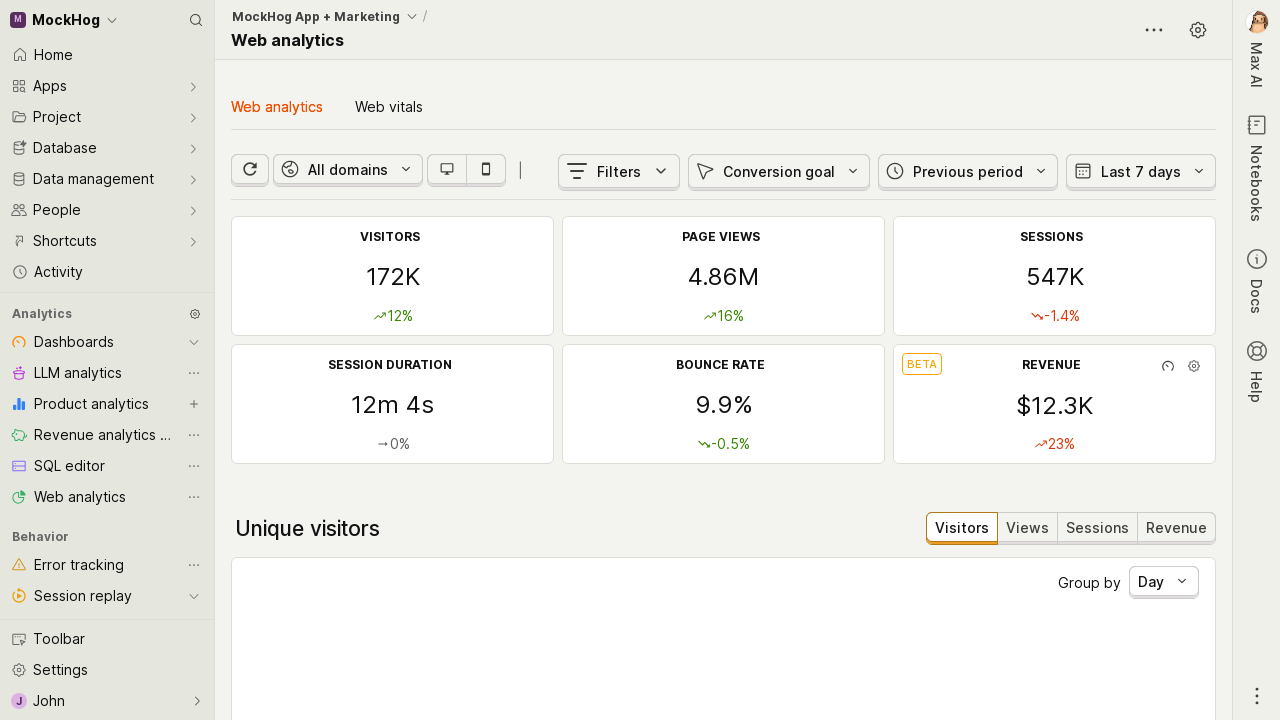 M MockHog
Home
Apps
Project
Database
Data management
People
Shortcuts
Activity
Analytics
Dashboards
LLM analytics
Product analytics
Revenue analytics ...
SQL editor
Web analytics
Behavior
Error tracking
Session replay
Toolbar
Settings
J John
MockHog App + Marketing /
Web analytics
Web analytics Web vitals
All domains Filters Conversion goal Previous period Last 7 days
VISITORS
172K
12%
PAGE VIEWS
4.86M
16%
SESSIONS
547K
-1.4%
SESSION DURATION
12m 4s
0%
BOUNCE RATE
9.9%
-0.5%
BETA REVENUE
$12.3K
23%
Unique visitors
Visitors Views Sessions Revenue
Group by Day
Max AI
Notebooks
Docs
Help